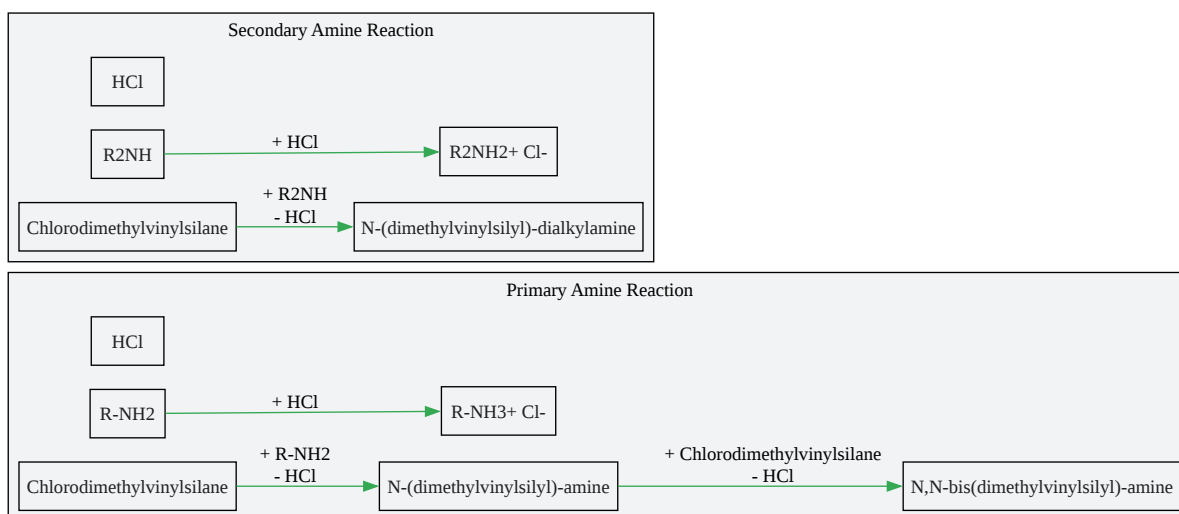 Secondary Amine Reaction
HCl
R2NH
+ HCl
R2NH2+ Cl-
Chlorodimethylvinylsilane
+ R2NH
- HCl
N-(dimethylvinylsilyl)-dialkylamine
Primary Amine Reaction
HCl
R-NH2
+ HCl
R-NH3+ Cl-
Chlorodimethylvinylsilane
+ R-NH2
- HCl
N-(dimethylvinylsilyl)-amine
+ Chlorodimethylvinylsilane
- HCl
N,N-bis(dimethylvinylsilyl)-amine